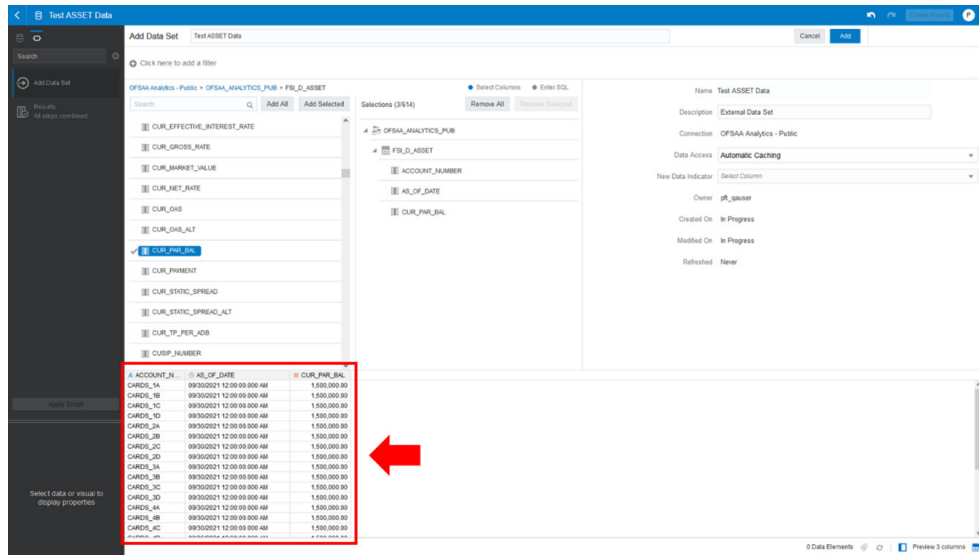 Test ASSET Data
Create Project
P
Search
Add Data Set
Results
All steps combined
Apply Script
Select data or visual to
display properties
Add Data Set
Test ASSET Data
Cancel
Add
Click here to add a filter
OFSAA Analytics - Public > OFSAA_ANALYTICS_PUB > FSI_D_ASSET
Select Columns
Enter SQL
Search
Add All
Add Selected
Selections (3/614)
Remove All
Remove Selected
CUR_EFFECTIVE_INTEREST_RATE
CUR_GROSS_RATE
CUR_MARKET_VALUE
CUR_NET_RATE
CUR_OAS
CUR_OAS_ALT
CUR_PAR_BAL
CUR_PAYMENT
CUR_STATIC_SPREAD
CUR_STATIC_SPREAD_ALT
CUR_TP_PER_ADB
CUSIP_NUMBER
OFSAA_ANALYTICS_PUB
FSI_D_ASSET
ACCOUNT_NUMBER
AS_OF_DATE
CUR_PAR_BAL
Name Test ASSET Data
Description External Data Set
Connection OFSAA Analytics - Public
Data Access Automatic Caching
New Data Indicator Select Column
Owner pft_qauser
Created On In Progress
Modified On In Progress
Refreshed Never
A ACCOUNT_N... AS_OF_DATE CUR_PAR_BAL
CARDS_1A 09/30/2021 12:00:00.000 AM 1,500,000.00
CARDS_1B 09/30/2021 12:00:00.000 AM 1,500,000.00
CARDS_1C 09/30/2021 12:00:00.000 AM 1,500,000.00
CARDS_1D 09/30/2021 12:00:00.000 AM 1,500,000.00
CARDS_2A 09/30/2021 12:00:00.000 AM 1,500,000.00
CARDS_2B 09/30/2021 12:00:00.000 AM 1,500,000.00
CARDS_2C 09/30/2021 12:00:00.000 AM 1,500,000.00
CARDS_2D 09/30/2021 12:00:00.000 AM 1,500,000.00
CARDS_3A 09/30/2021 12:00:00.000 AM 1,500,000.00
CARDS_3B 09/30/2021 12:00:00.000 AM 1,500,000.00
CARDS_3C 09/30/2021 12:00:00.000 AM 1,500,000.00
CARDS_3D 09/30/2021 12:00:00.000 AM 1,500,000.00
CARDS_4A 09/30/2021 12:00:00.000 AM 1,500,000.00
CARDS_4B 09/30/2021 12:00:00.000 AM 1,500,000.00
CARDS_4C 09/30/2021 12:00:00.000 AM 1,500,000.00
0 Data Elements
Preview 3 columns